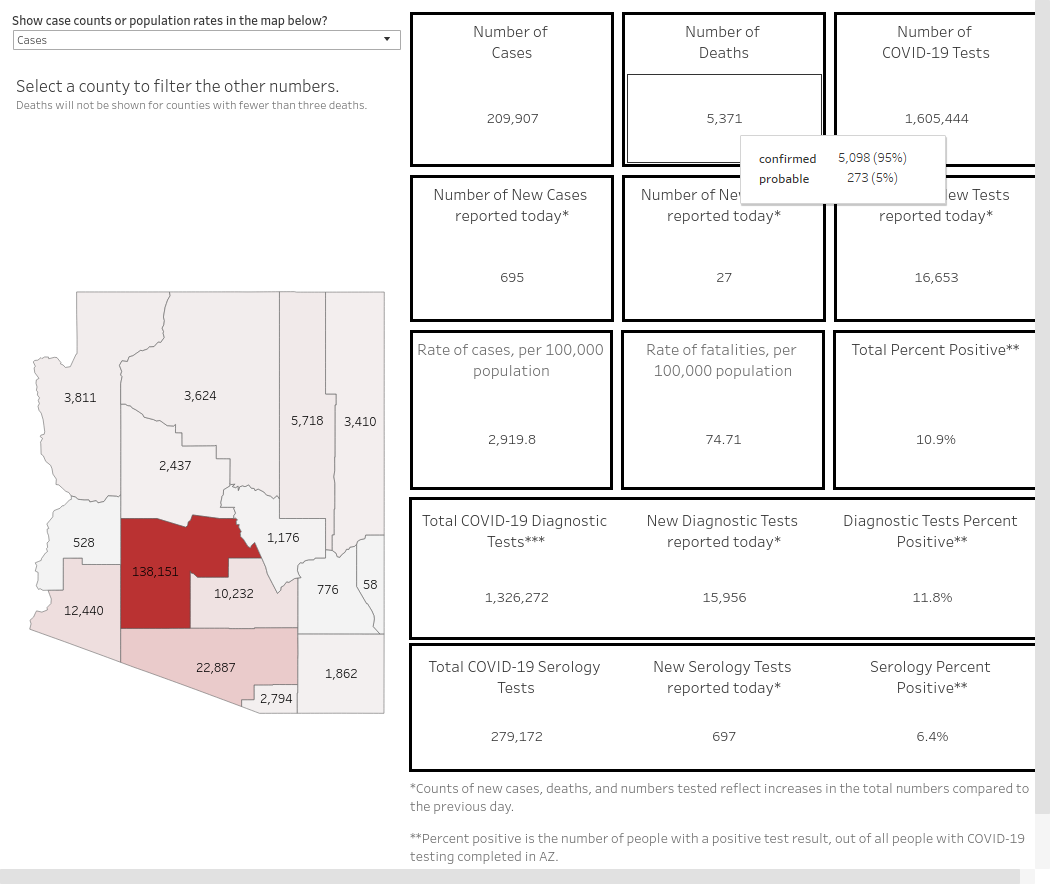 Show case counts or population rates in the map below?
Cases
Select a county to filter the other numbers.
Deaths will not be shown for counties with fewer than three deaths.
3,811
3,624
5,718
3,410
2,437
528
1,176
138,151
10,232
776
58
12,440
22,887
1,862
2,794
Number of
Cases
209,907
Number of
Deaths
5,371
Number of
COVID-19 Tests
1,605,444
confirmed 5,098 (95%)
probable 273 (5%)
Number of New Cases
reported today*
695
Number of Ne
reported today*
27
ew Tests
reported today*
16,653
Rate of cases, per 100,000
population
2,919.8
Rate of fatalities, per
100,000 population
74.71
Total Percent Positive**
10.9%
Total COVID-19 Diagnostic
Tests***
1,326,272
New Diagnostic Tests
reported today*
15,956
Diagnostic Tests Percent
Positive**
11.8%
Total COVID-19 Serology
Tests
279,172
New Serology Tests
reported today*
697
Serology Percent
Positive**
6.4%
*Counts of new cases, deaths, and numbers tested reflect increases in the total numbers compared to
the previous day.
**Percent positive is the number of people with a positive test result, out of all people with COVID-19
testing completed in AZ.